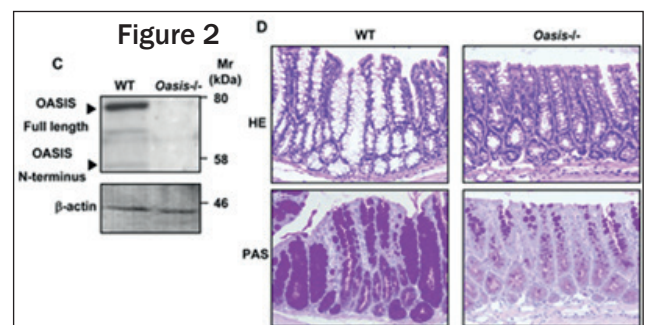 Figure 2
C
WT Oasis-/-
Mr
(kDa)
OASIS
Full length
OASIS
N-terminus
β-actin
80
58
46
D
WT Oasis-/-
HE
PAS